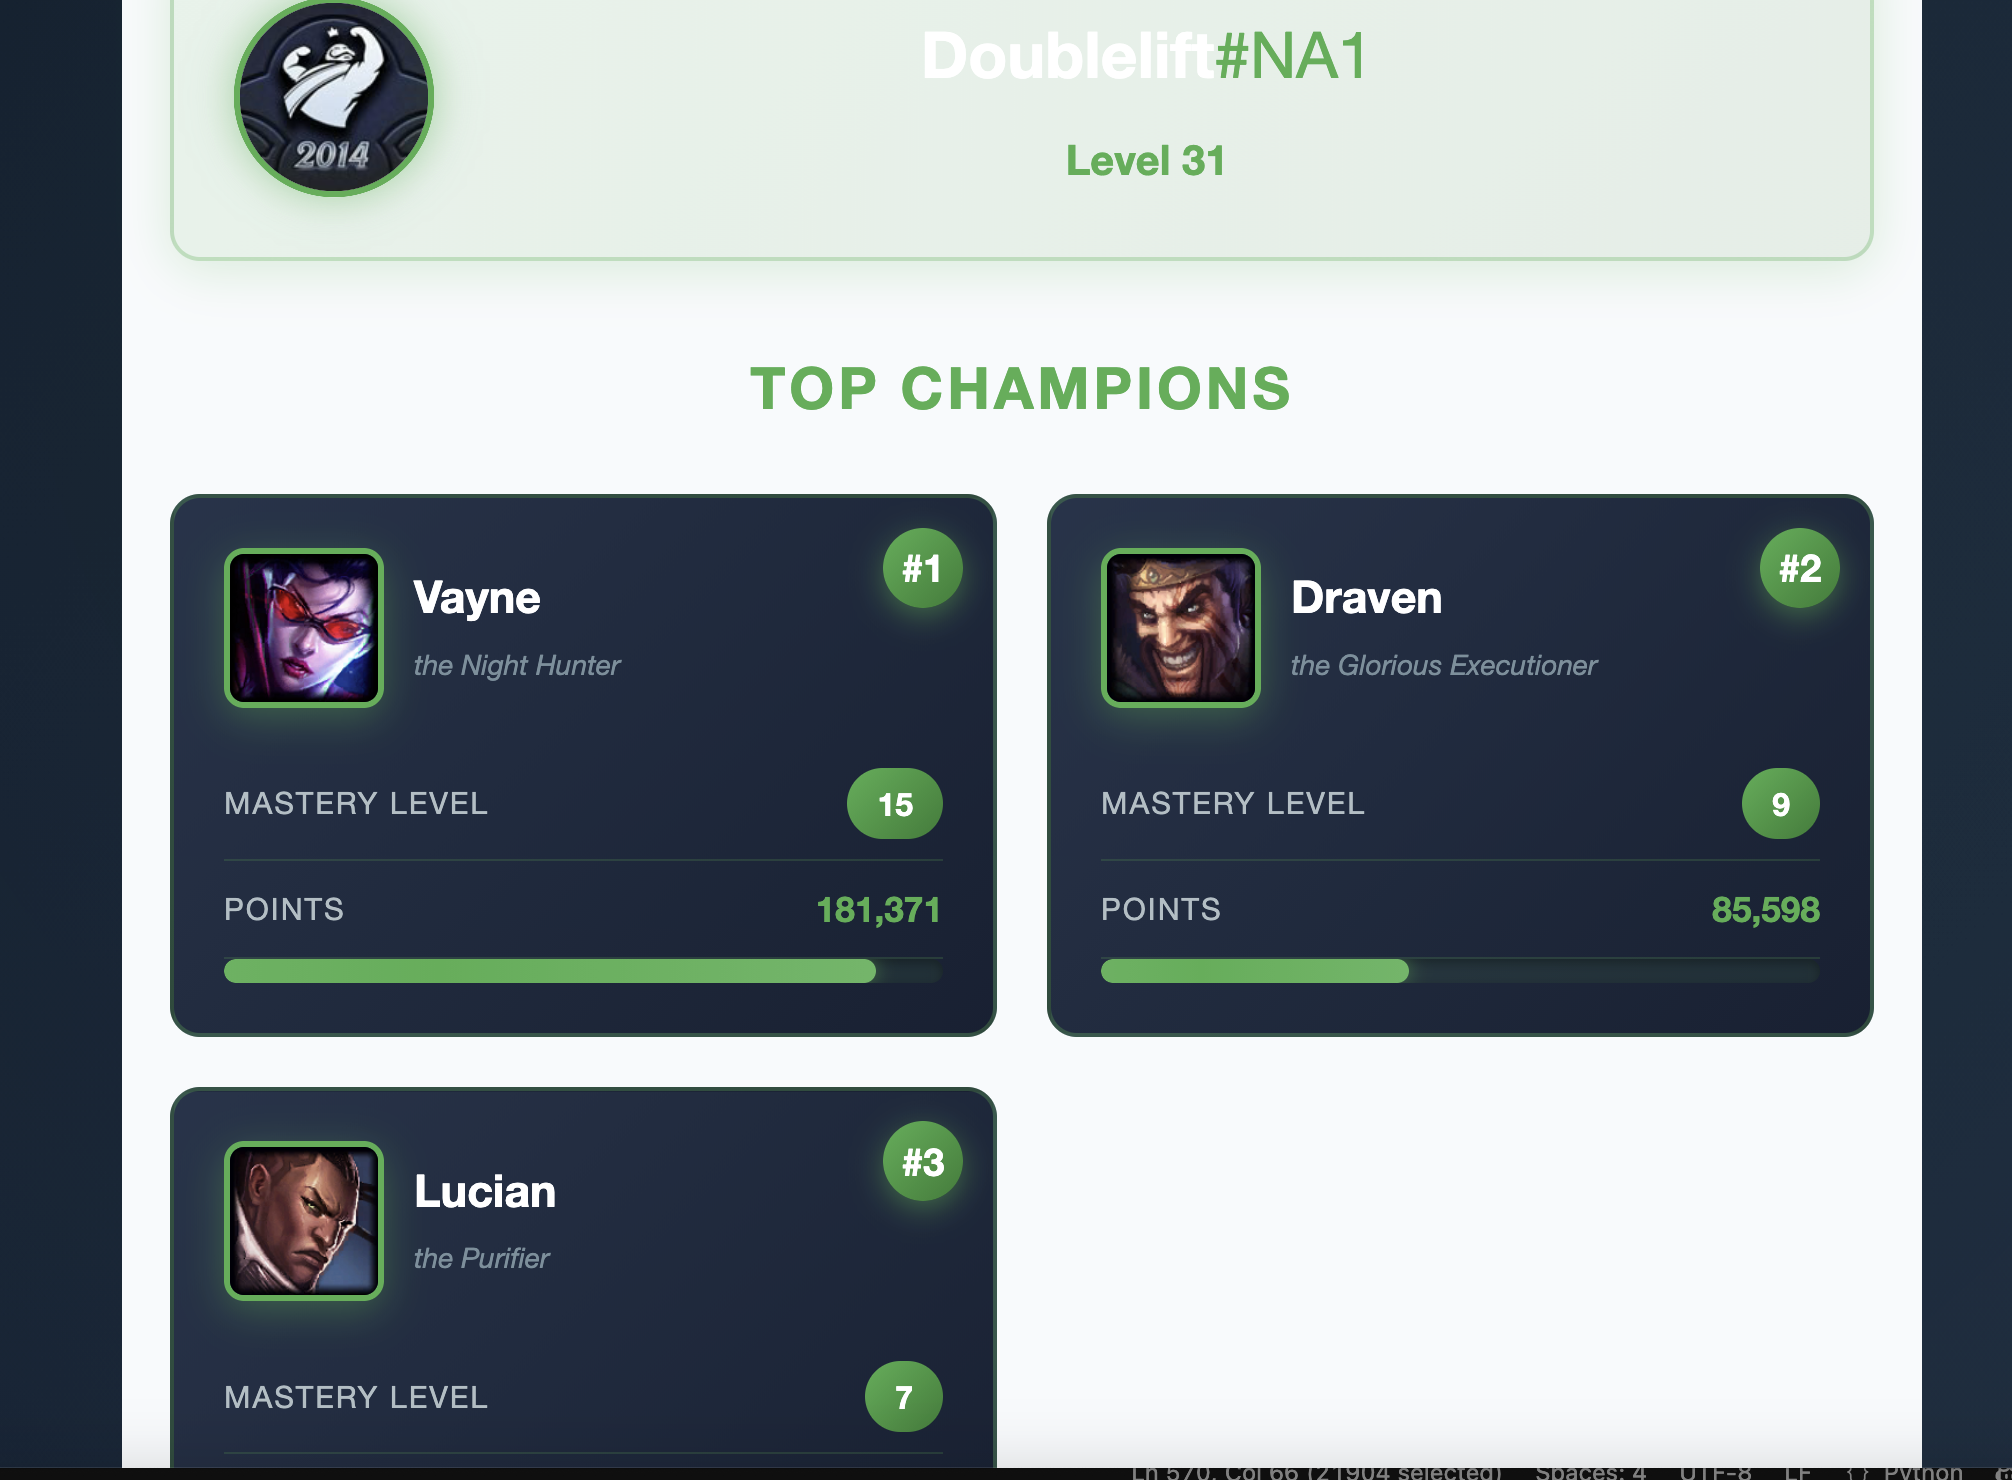 Doublelift#NA1
2014
Level 31
TOP CHAMPIONS
#1
Vayne
the Night Hunter
MASTERY LEVEL 15
POINTS 181,371
#2
Draven
the Glorious Executioner
MASTERY LEVEL 9
POINTS 85,598
#3
Lucian
the Purifier
MASTERY LEVEL 7
Ln 570, Col 66 (21904 selected) Spaces: 4 UTF-8 LF {} Python